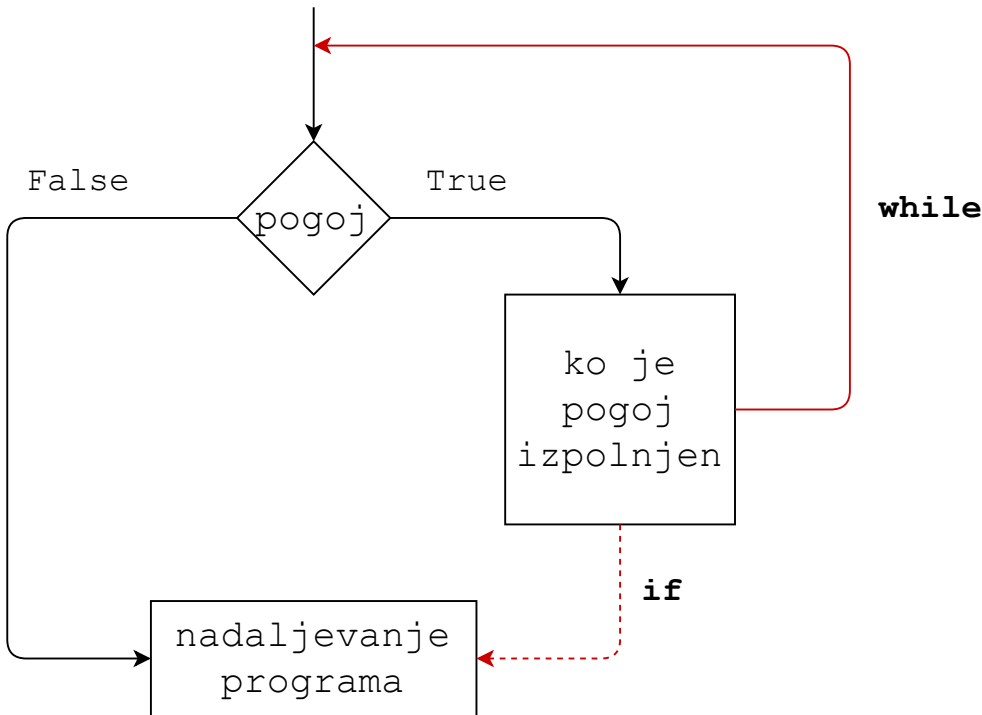 False
True
pogoj
while
ko je
pogoj
izpolnjen
if
nadaljevanje
programa